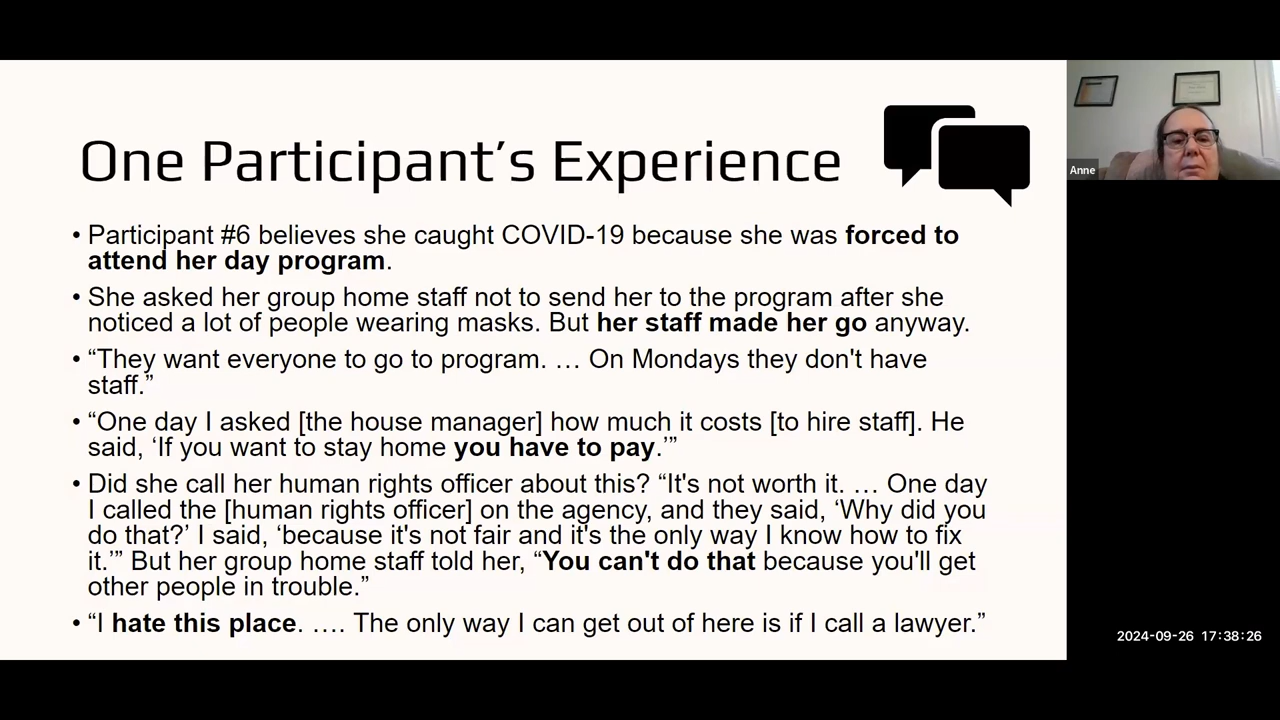 One Participant’s Experience
• Participant #6 believes she caught COVID-19 because she was forced to
attend her day program.
• She asked her group home staff not to send her to the program after she
noticed a lot of people wearing masks. But her staff made her go anyway.
• “They want everyone to go to program. … On Mondays they don't have
staff.”
• “One day I asked [the house manager] how much it costs [to hire staff]. He
said, ‘If you want to stay home you have to pay.’”
• Did she call her human rights officer about this? “It's not worth it. … One day
I called the [human rights officer] on the agency, and they said, ‘Why did you
do that?’ I said, ‘because it's not fair and it's the only way I know how to fix
it.’” But her group home staff told her, “You can't do that because you'll get
other people in trouble.”
• “I hate this place. …. The only way I can get out of here is if I call a lawyer.”
Anne
2024-09-26 17:38:26